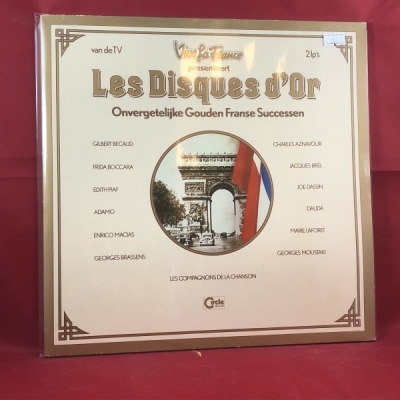 van de TV
Vive La France
2 lp's
presenteert
Les Disques d'Or
Onvergetelijke Gouden Franse Successen
GILBERT BECAUD
CHARLES AZNAVOUR
FRIDA BOCCARA
JACQUES BREL
EDITH PIAF
JOE DASSIN
ADAMO
DALIDA
ENRICO MACIAS
MARIE LAFORET
GEORGES BRASSENS
GEORGES MOUSTAKI
LES COMPAGNONS DE LA CHANSON
Circle